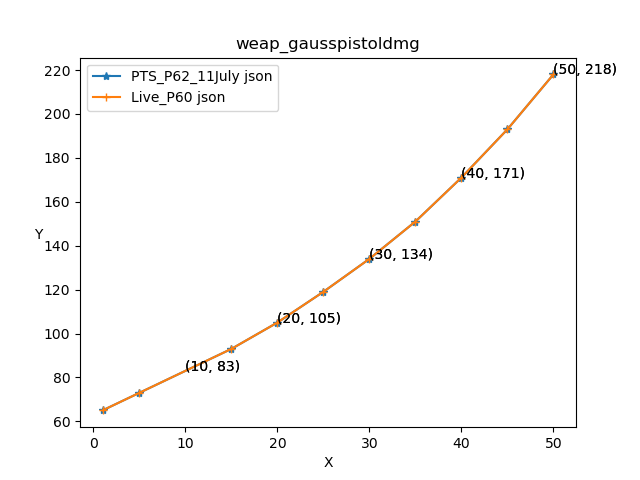 weap_gausspistoldmg
PTS_P62_11July json
Live_P60 json
(50, 218)
(40, 171)
(30, 134)
(20, 105)
(10, 83)
Y
220
200
180
160
140
120
100
80
60
0 10 20 30 40 50
X